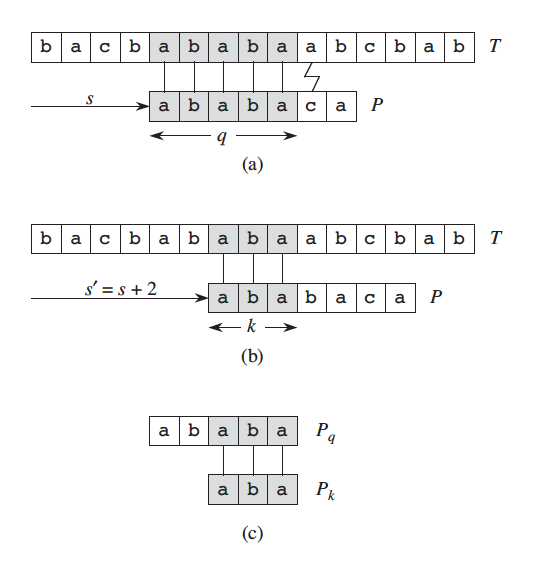 b a c b a b a b a a b c b a b T
s a b a b a c a P
q
(a)
b a c b a b a b a a b c b a b T
s′ = s + 2 a b a b a c a P
k
(b)
a b a b a Pq
a b a Pk
(c)